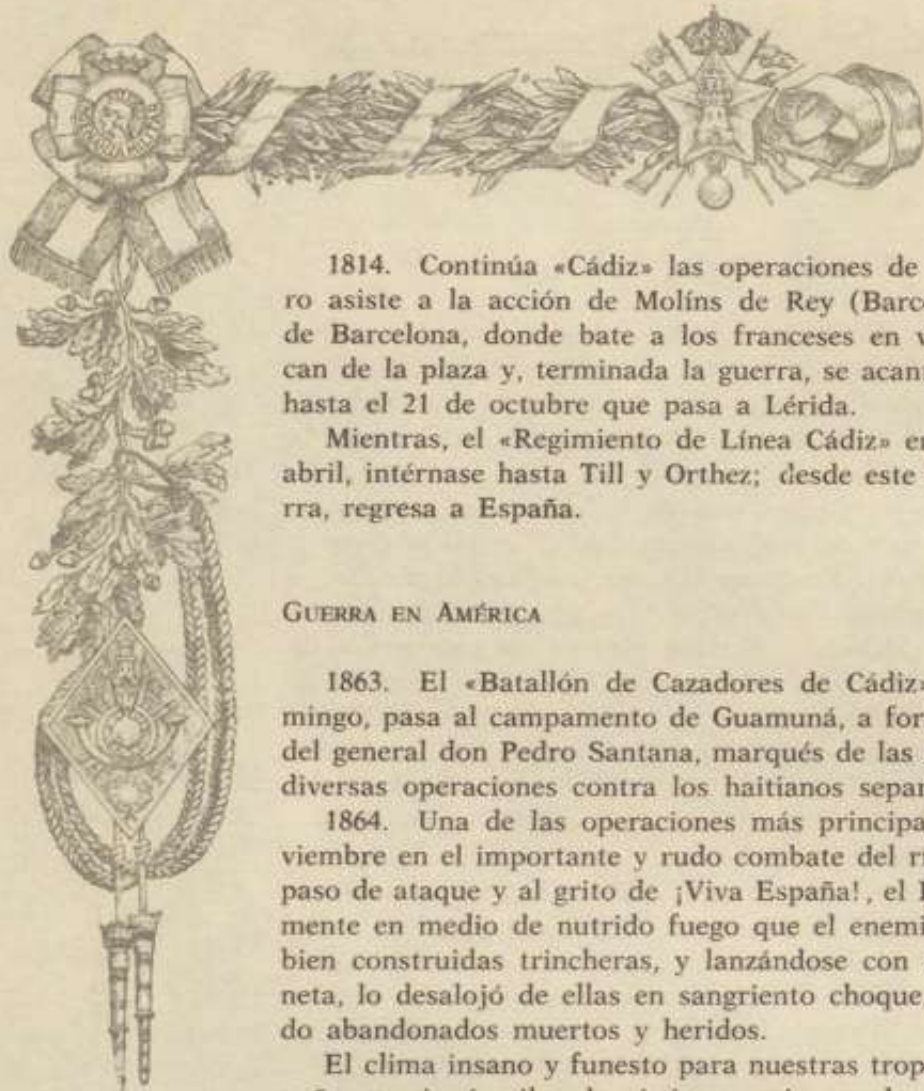 1814. Continúa «Cádiz» las operaciones de
ro asiste a la acción de Molíns de Rey (Barc
de Barcelona, donde bate a los franceses en v
can de la plaza y, terminada la guerra, se acan
hasta el 21 de octubre que pasa a Lérida.
Mientras, el «Regimiento de Línea Cádiz» en
abril, intérnase hasta Till y Orthez; desde este
rra, regresa a España.
GUERRA EN AMÉRICA
1863. El «Batallón de Cazadores de Cádiz»
mingo, pasa al campamento de Guamuná, a for
del general don Pedro Santana, marqués de las
diversas operaciones contra los haitianos separ
1864. Una de las operaciones más principa
viembre en el importante y rudo combate del r
paso de ataque y al grito de ¡Viva España!, el
mente en medio de nutrido fuego que el enemi
bien construidas trincheras, y lanzándose con
neta, lo desalojó de ellas en sangriento choque
do abandonados muertos y heridos.
El clima insano y funesto para nuestras trop